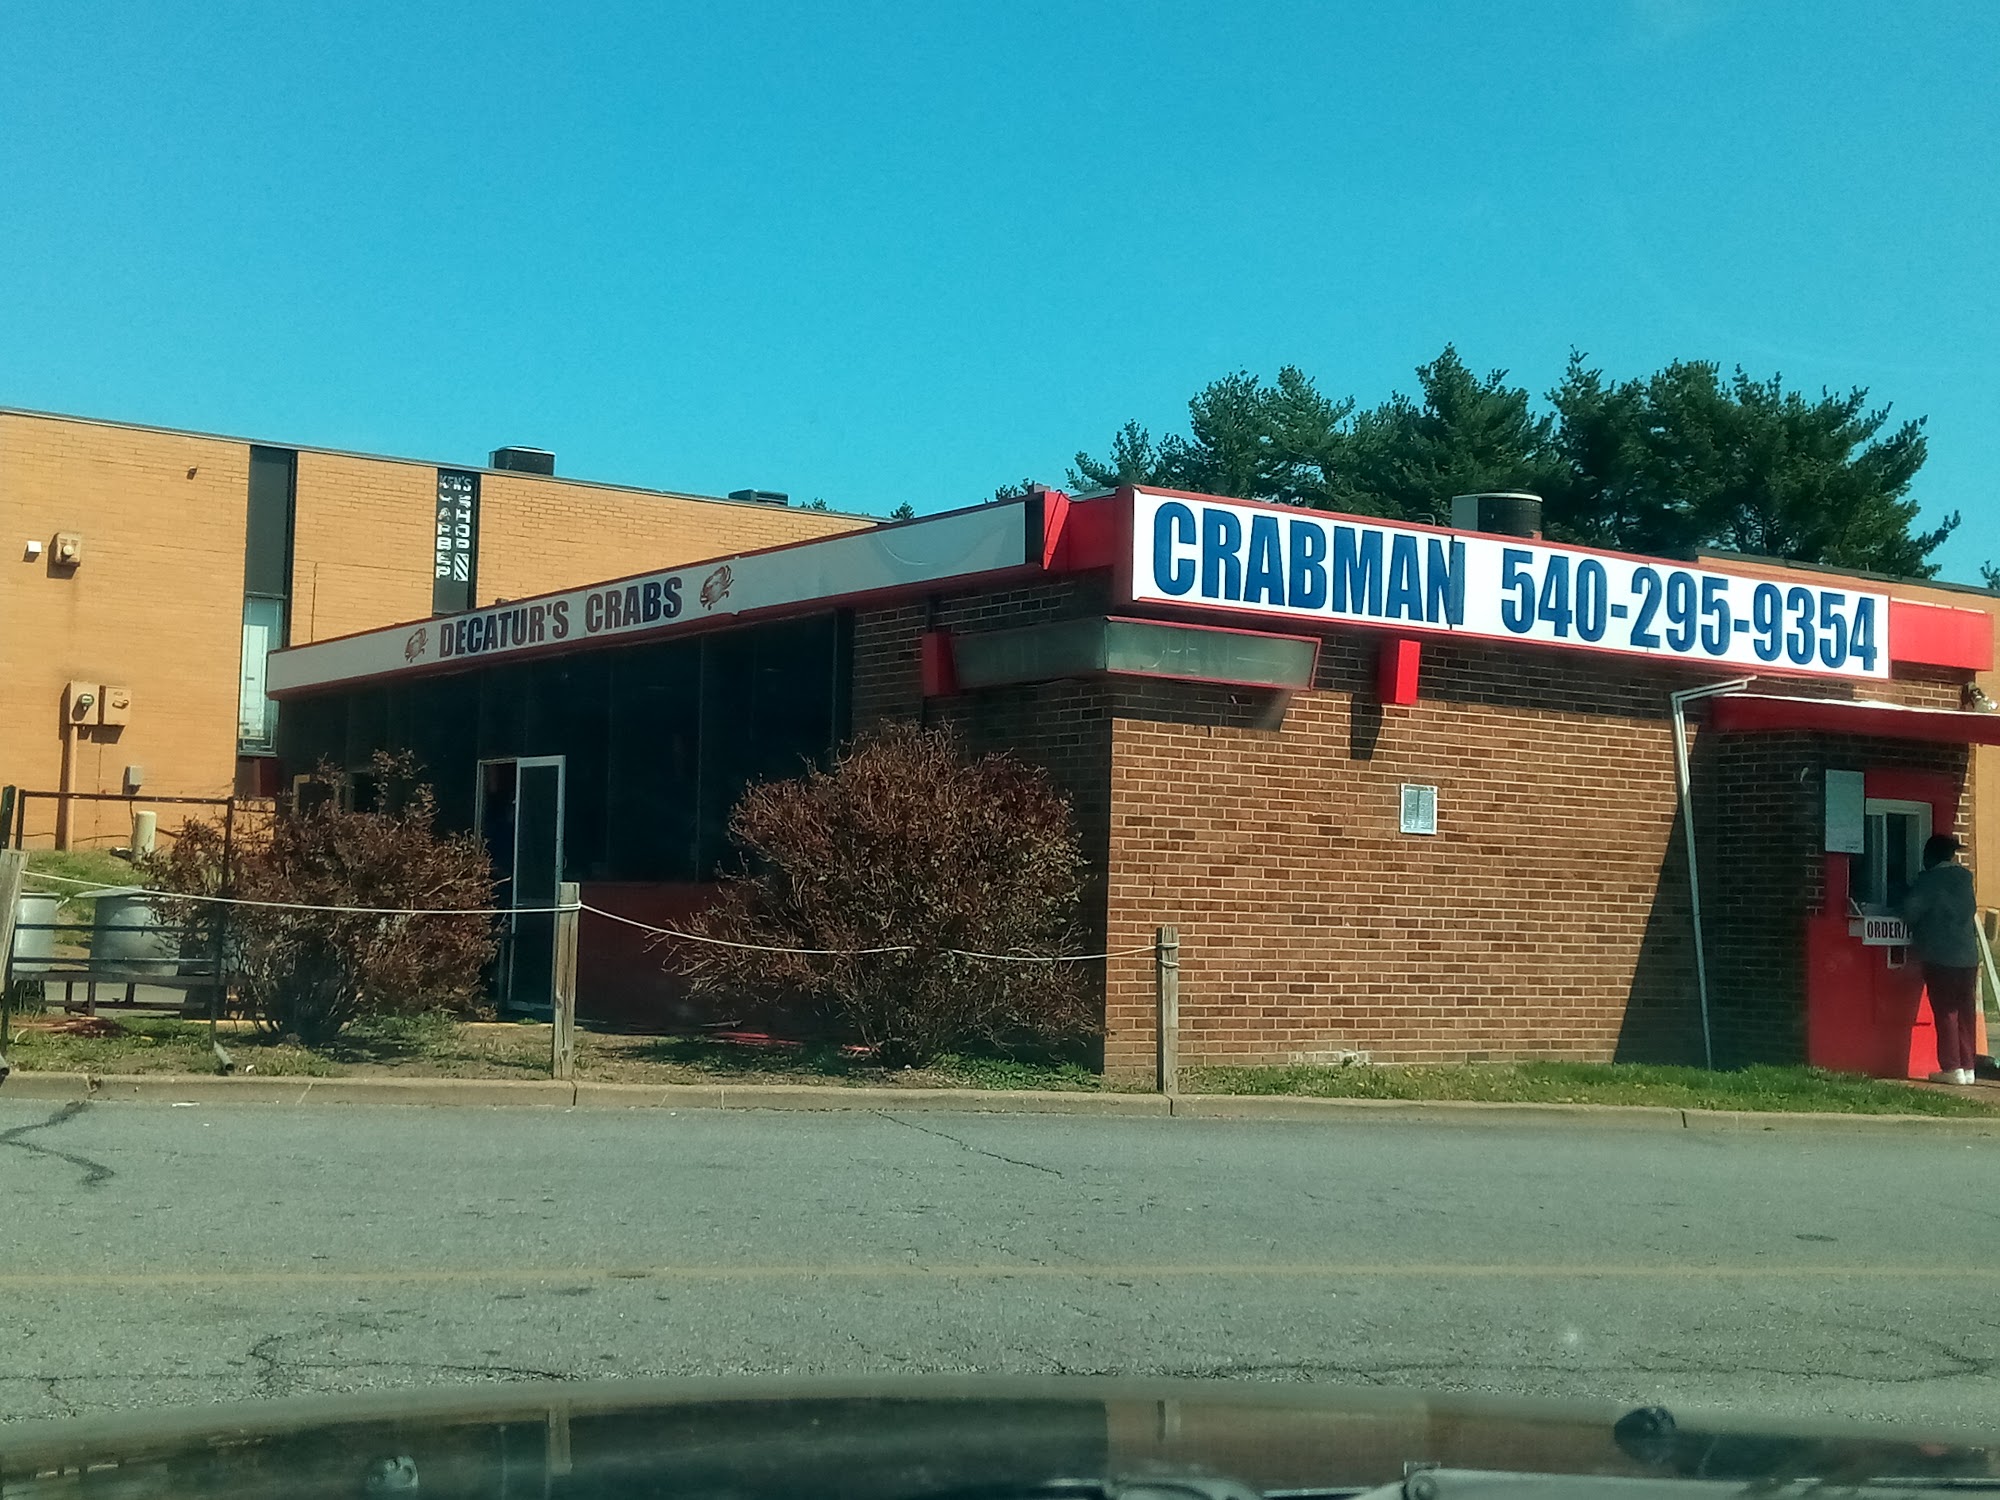 KEN'S
BARBER
SHOP
DECATUR'S CRABS
CRABMAN 540-295-9354
ORDER/